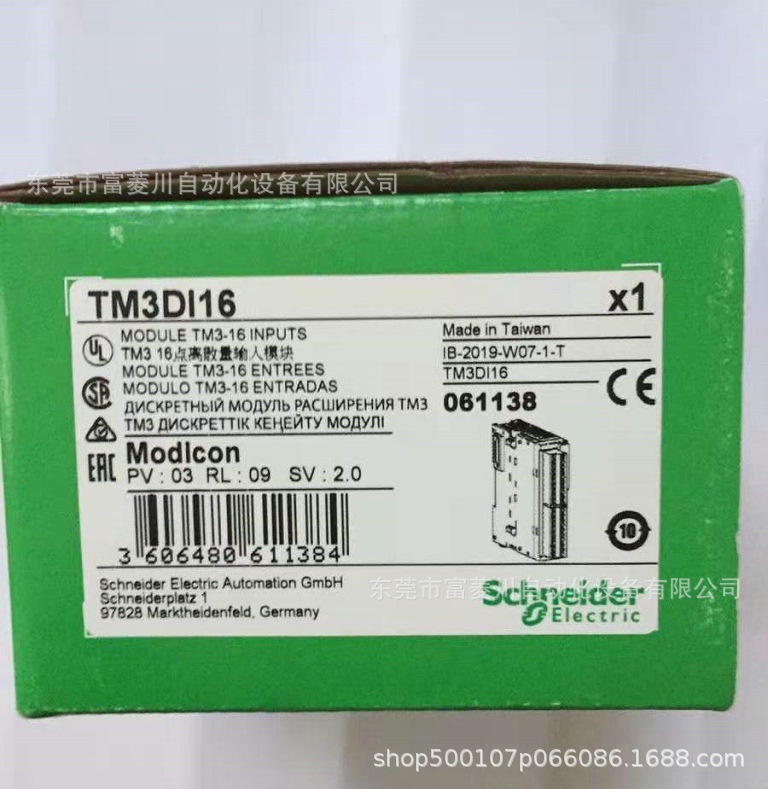 东莞市富菱川自动化设备有限公司
TM3DI16
x1
MODULE TM3-16 INPUTS
TM3 16点离散量输入模块
MODULE TM3-16 ENTREES
MODULO TM3-16 ENTRADAS
ДИСКРЕТНЫЙ МОДУЛЬ РАСШИРЕНИЯ TM3
TM3 ДИСКРЕТТІК КЕҢЕЙТУ МОДУЛІ
Made in Taiwan
IB-2019-W07-1-T
TM3DI16
061138
CE
UL
SA
EAC
ModIcon
PV : 03 RL : 09 SV : 2.0
10
3 606480 611384
Schneider Electric Automation GmbH
Schneiderplatz 1
97828 Marktheidenfeld, Germany
东莞市富菱川自动化设备有限公司
Schneider
Electric
shop500107p066086.1688.com